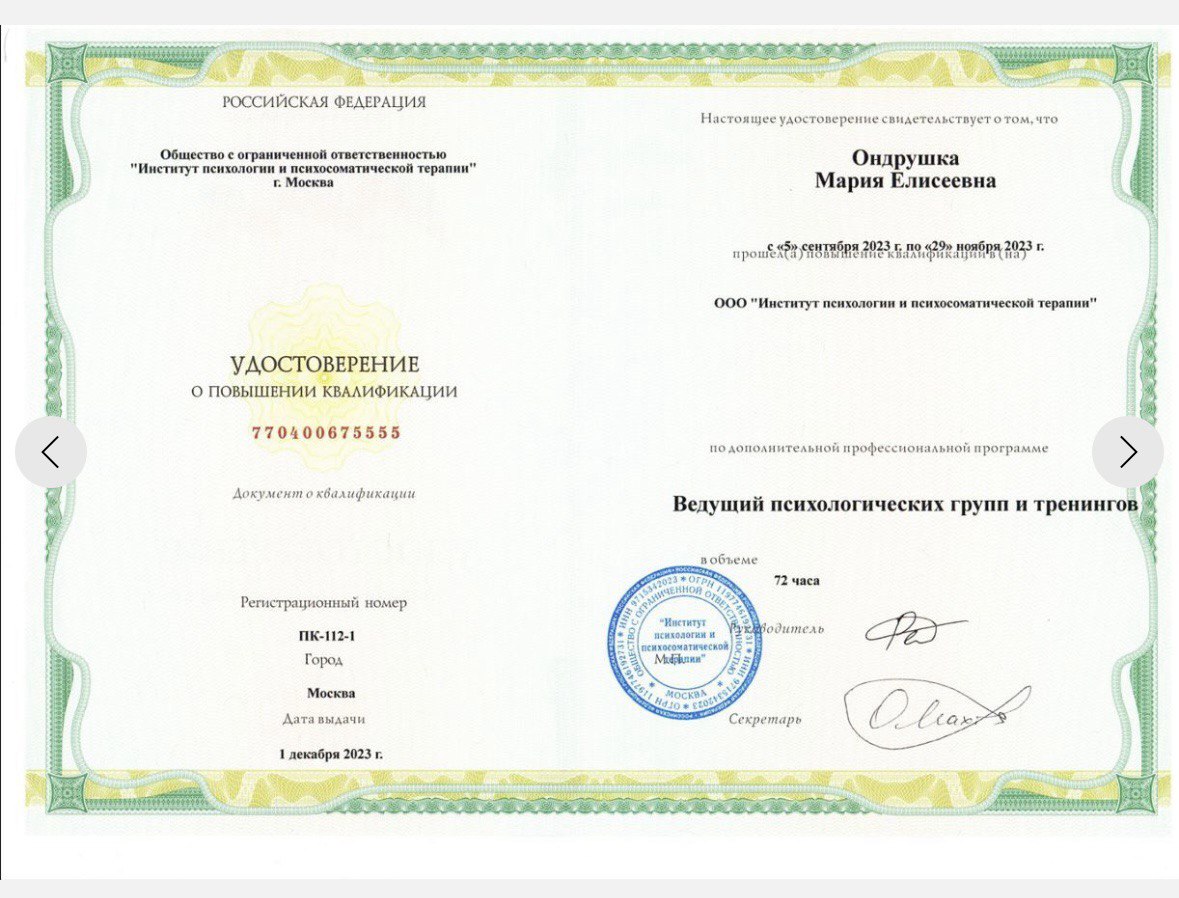 РОССИЙСКАЯ ФЕДЕРАЦИЯ
Общество с ограниченной ответственностью
"Институт психологии и психосоматической терапии"
г. Москва
УДОСТОВЕРЕНИЕ
О ПОВЫШЕНИИ КВАЛИФИКАЦИИ
770400675555
Документ о квалификации
Регистрационный номер
ПК-112-1
Город
Москва
Дата выдачи
1 декабря 2023 г.
Настоящее удостоверение свидетельствует о том, что
Ондрушка
Мария Елисеевна
с «5» сентября 2023 г. по «29» ноября 2023 г.
прошел(а) повышение квалификации в (на)
ООО "Институт психологии и психосоматической терапии"
по дополнительной профессиональной программе
Ведущий психологических групп и тренингов
в объеме
72 часа
Руководитель
М.П.
Секретарь
"Институт
психологии и
психосоматической
терапии"
ОБЩЕСТВО С ОГРАНИЧЕННОЙ ОТВЕТСТВЕННОСТЬЮ
МОСКВА